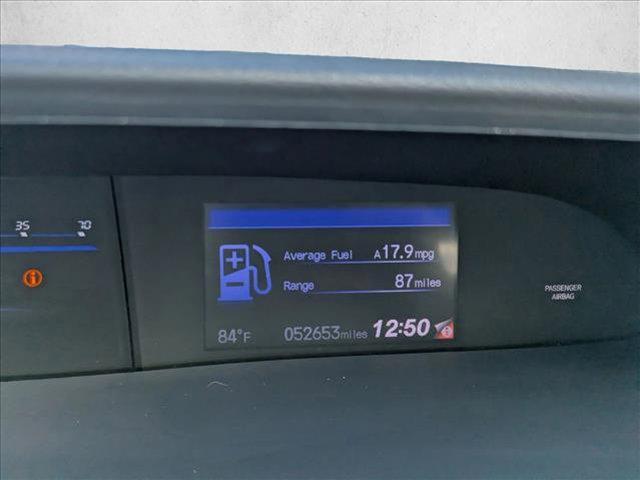 35 70
Average Fuel A17.9mpg
Range 87miles
PASSENGER
AIRBAG
84°F 052653miles 12:50